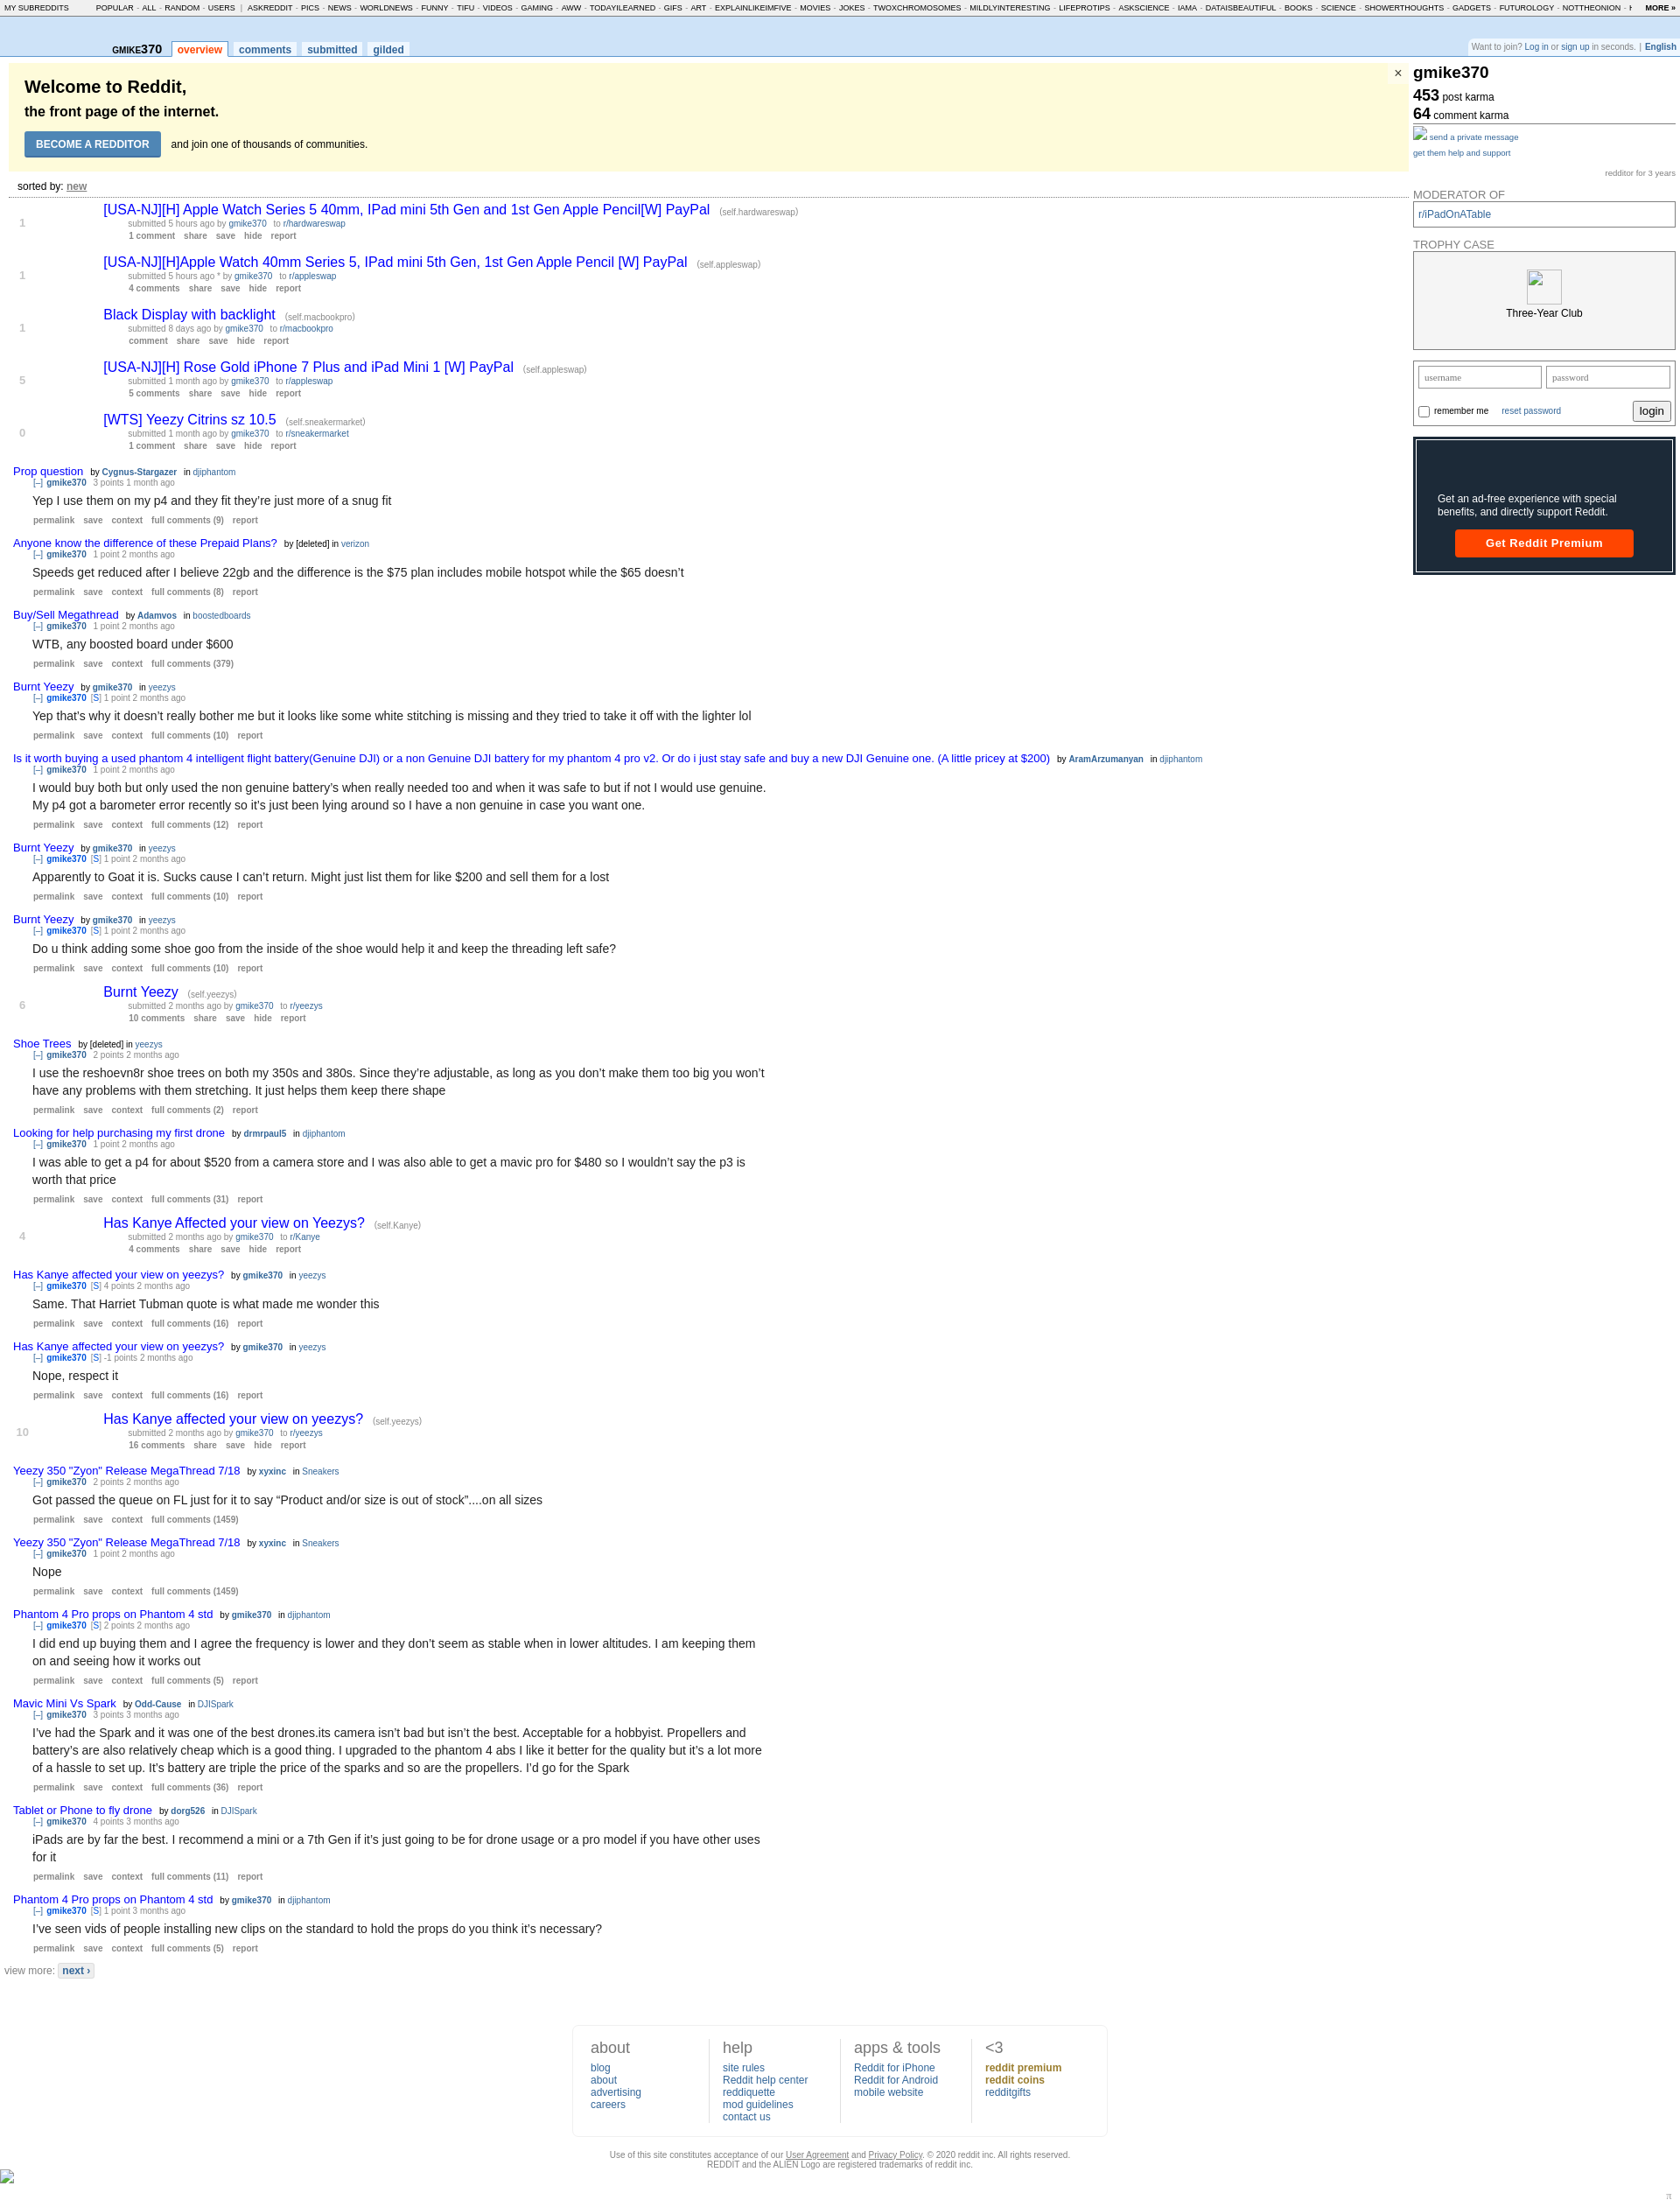 MY SUBREDDITS POPULAR - ALL - RANDOM - USERS | ASKREDDIT - PICS - NEWS - WORLDNEWS - FUNNY - TIFU - VIDEOS - GAMING - AWW - TODAYILEARNED - GIFS - ART - EXPLAINLIKEIMFIVE - MOVIES - JOKES - TWOXCHROMOSOMES - MILDLYINTERESTING - LIFEPROTIPS - ASKSCIENCE - IAMA - DATAISBEAUTIFUL - BOOKS - SCIENCE - SHOWERTHOUGHTS - GADGETS - FUTUROLOGY - NOTTHEONION - MORE »
GMIKE370 overview comments submitted gilded
Want to join? Log in or sign up in seconds. | English
Welcome to Reddit,
the front page of the internet.
BECOME A REDDITOR and join one of thousands of communities.
×
sorted by: new
[USA-NJ][H] Apple Watch Series 5 40mm, IPad mini 5th Gen and 1st Gen Apple Pencil[W] PayPal (self.hardwareswap)
1
submitted 5 hours ago by gmike370 to r/hardwareswap
1 comment share save hide report
[USA-NJ][H]Apple Watch 40mm Series 5, IPad mini 5th Gen, 1st Gen Apple Pencil [W] PayPal (self.appleswap)
1
submitted 5 hours ago * by gmike370 to r/appleswap
4 comments share save hide report
Black Display with backlight (self.macbookpro)
1
submitted 8 days ago by gmike370 to r/macbookpro
comment share save hide report
[USA-NJ][H] Rose Gold iPhone 7 Plus and iPad Mini 1 [W] PayPal (self.appleswap)
5
submitted 1 month ago by gmike370 to r/appleswap
5 comments share save hide report
[WTS] Yeezy Citrins sz 10.5 (self.sneakermarket)
0
submitted 1 month ago by gmike370 to r/sneakermarket
1 comment share save hide report
Prop question by Cygnus-Stargazer in djiphantom
[–] gmike370 3 points 1 month ago
Yep I use them on my p4 and they fit they’re just more of a snug fit
permalink save context full comments (9) report
Anyone know the difference of these Prepaid Plans? by [deleted] in verizon
[–] gmike370 1 point 2 months ago
Speeds get reduced after I believe 22gb and the difference is the $75 plan includes mobile hotspot while the $65 doesn’t
permalink save context full comments (8) report
Buy/Sell Megathread by Adamvos in boostedboards
[–] gmike370 1 point 2 months ago
WTB, any boosted board under $600
permalink save context full comments (379)
Burnt Yeezy by gmike370 in yeezys
[–] gmike370 [S] 1 point 2 months ago
Yep that’s why it doesn’t really bother me but it looks like some white stitching is missing and they tried to take it off with the lighter lol
permalink save context full comments (10) report
Is it worth buying a used phantom 4 intelligent flight battery(Genuine DJI) or a non Genuine DJI battery for my phantom 4 pro v2. Or do i just stay safe and buy a new DJI Genuine one. (A little pricey at $200) by AramArzumanyan in djiphantom
[–] gmike370 1 point 2 months ago
I would buy both but only used the non genuine battery’s when really needed too and when it was safe to but if not I would use genuine.
My p4 got a barometer error recently so it’s just been lying around so I have a non genuine in case you want one.
permalink save context full comments (12) report
Burnt Yeezy by gmike370 in yeezys
[–] gmike370 [S] 1 point 2 months ago
Apparently to Goat it is. Sucks cause I can’t return. Might just list them for like $200 and sell them for a lost
permalink save context full comments (10) report
Burnt Yeezy by gmike370 in yeezys
[–] gmike370 [S] 1 point 2 months ago
Do u think adding some shoe goo from the inside of the shoe would help it and keep the threading left safe?
permalink save context full comments (10) report
Burnt Yeezy (self.yeezys)
6
submitted 2 months ago by gmike370 to r/yeezys
10 comments share save hide report
Shoe Trees by [deleted] in yeezys
[–] gmike370 2 points 2 months ago
I use the reshoevn8r shoe trees on both my 350s and 380s. Since they’re adjustable, as long as you don’t make them too big you won’t
have any problems with them stretching. It just helps them keep there shape
permalink save context full comments (2) report
Looking for help purchasing my first drone by drmrpaul5 in djiphantom
[–] gmike370 1 point 2 months ago
I was able to get a p4 for about $520 from a camera store and I was also able to get a mavic pro for $480 so I wouldn’t say the p3 is
worth that price
permalink save context full comments (31) report
Has Kanye Affected your view on Yeezys? (self.Kanye)
4
submitted 2 months ago by gmike370 to r/Kanye
4 comments share save hide report
Has Kanye affected your view on yeezys? by gmike370 in yeezys
[–] gmike370 [S] 4 points 2 months ago
Same. That Harriet Tubman quote is what made me wonder this
permalink save context full comments (16) report
Has Kanye affected your view on yeezys? by gmike370 in yeezys
[–] gmike370 [S] -1 points 2 months ago
Nope, respect it
permalink save context full comments (16) report
Has Kanye affected your view on yeezys? (self.yeezys)
10
submitted 2 months ago by gmike370 to r/yeezys
16 comments share save hide report
Yeezy 350 "Zyon" Release MegaThread 7/18 by xyxinc in Sneakers
[–] gmike370 2 points 2 months ago
Got passed the queue on FL just for it to say “Product and/or size is out of stock”....on all sizes
permalink save context full comments (1459)
Yeezy 350 "Zyon" Release MegaThread 7/18 by xyxinc in Sneakers
[–] gmike370 1 point 2 months ago
Nope
permalink save context full comments (1459)
Phantom 4 Pro props on Phantom 4 std by gmike370 in djiphantom
[–] gmike370 [S] 2 points 2 months ago
I did end up buying them and I agree the frequency is lower and they don’t seem as stable when in lower altitudes. I am keeping them
on and seeing how it works out
permalink save context full comments (5) report
Mavic Mini Vs Spark by Odd-Cause in DJISpark
[–] gmike370 3 points 3 months ago
I’ve had the Spark and it was one of the best drones.its camera isn’t bad but isn’t the best. Acceptable for a hobbyist. Propellers and
battery’s are also relatively cheap which is a good thing. I upgraded to the phantom 4 abs I like it better for the quality but it’s a lot more
of a hassle to set up. It’s battery are triple the price of the sparks and so are the propellers. I’d go for the Spark
permalink save context full comments (36) report
Tablet or Phone to fly drone by dorg526 in DJISpark
[–] gmike370 4 points 3 months ago
iPads are by far the best. I recommend a mini or a 7th Gen if it’s just going to be for drone usage or a pro model if you have other uses
for it
permalink save context full comments (11) report
Phantom 4 Pro props on Phantom 4 std by gmike370 in djiphantom
[–] gmike370 [S] 1 point 3 months ago
I’ve seen vids of people installing new clips on the standard to hold the props do you think it’s necessary?
permalink save context full comments (5) report
view more: next ›
gmike370
453 post karma
64 comment karma
send a private message
get them help and support
redditor for 3 years
MODERATOR OF
r/iPadOnATable
TROPHY CASE
Three-Year Club
username password
remember me reset password login
Get an ad-free experience with special
benefits, and directly support Reddit.
Get Reddit Premium
about
blog
about
advertising
careers
help
site rules
Reddit help center
reddiquette
mod guidelines
contact us
apps & tools
Reddit for iPhone
Reddit for Android
mobile website
<3
reddit premium
reddit coins
redditgifts
Use of this site constitutes acceptance of our User Agreement and Privacy Policy. © 2020 reddit inc. All rights reserved.
REDDIT and the ALIEN Logo are registered trademarks of reddit inc.
π